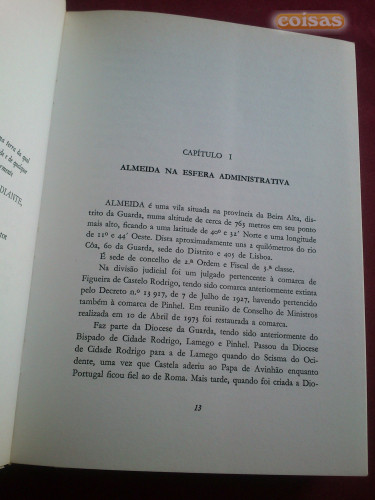 coisas
CAPÍTULO I
ALMEIDA NA ESFERA ADMINISTRATIVA
ALMEIDA é uma vila situada na província da Beira Alta, dis-
trito da Guarda, numa altitude de cerca de 765 metros em seu ponto
mais alto, ficando a uma latitude de 40º e 32' Norte e uma longitude
de 11º e 44' Oeste. Dista aproximadamente uns 2 quilómetros do rio
Côa, 60 da Guarda, sede do Distrito e 405 de Lisboa.
É sede de concelho de 2.ª Ordem e Fiscal de 3.ª classe.
Na divisão judicial foi um julgado pertencente à comarca de
Figueira de Castelo Rodrigo, tendo sido comarca anteriormente extinta
pelo Decreto n.º 13 927, de 7 de Julho de 1927, havendo pertencido
também à comarca de Pinhel. Em reunião de Conselho de Ministros
realizada em 10 de Abril de 1973 foi restaurada a comarca.
Faz parte da Diocese da Guarda, tendo sido anteriormente do
Bispado de Cidade Rodrigo, Lamego e Pinhel. Passou da Diocese
de Cidade Rodrigo para a de Lamego quando do Scisma do Oci-
dente, uma vez que Castela aderiu ao Papa de Avinhão enquanto
Portugal ficou fiel ao de Roma. Mais tarde, quando foi criada a Dio-
13